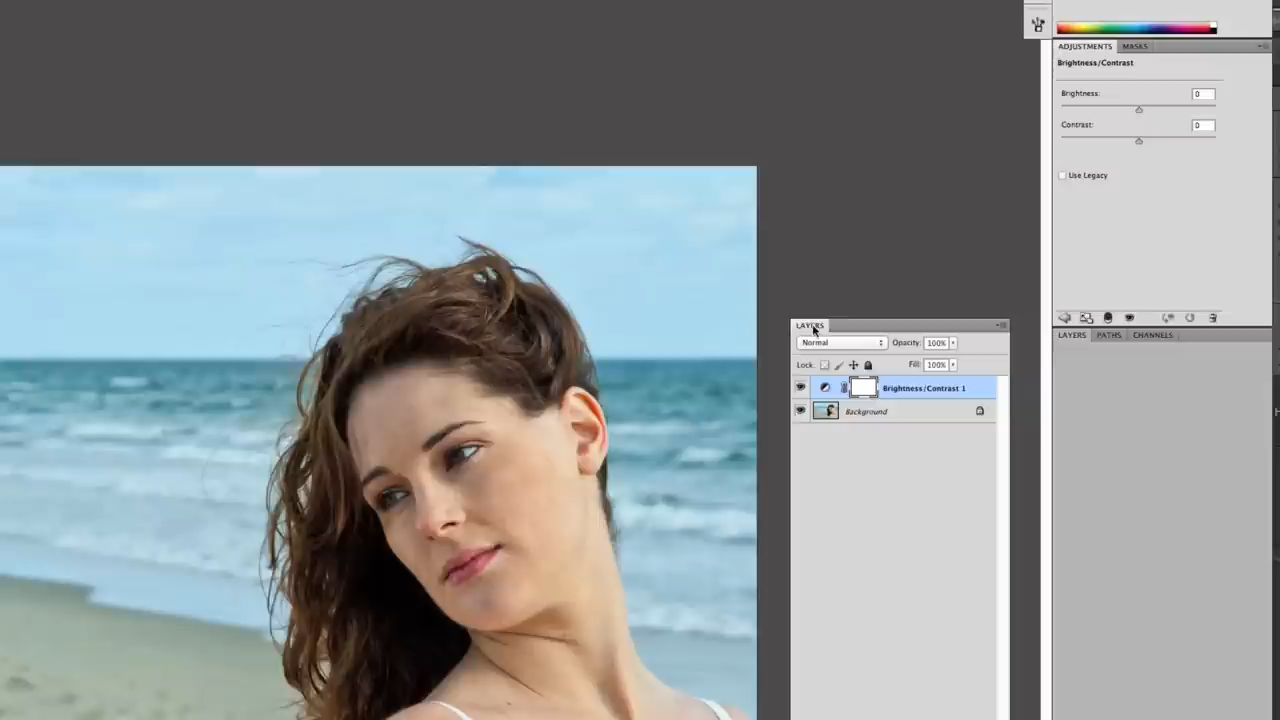 ADJUSTMENTS MASKS
Brightness/Contrast
Brightness: 0
Contrast: 0
Use Legacy
LAYERS PATHS CHANNELS
LAYERS
Normal Opacity: 100%
Lock: Fill: 100%
Brightness/Contrast 1
Background